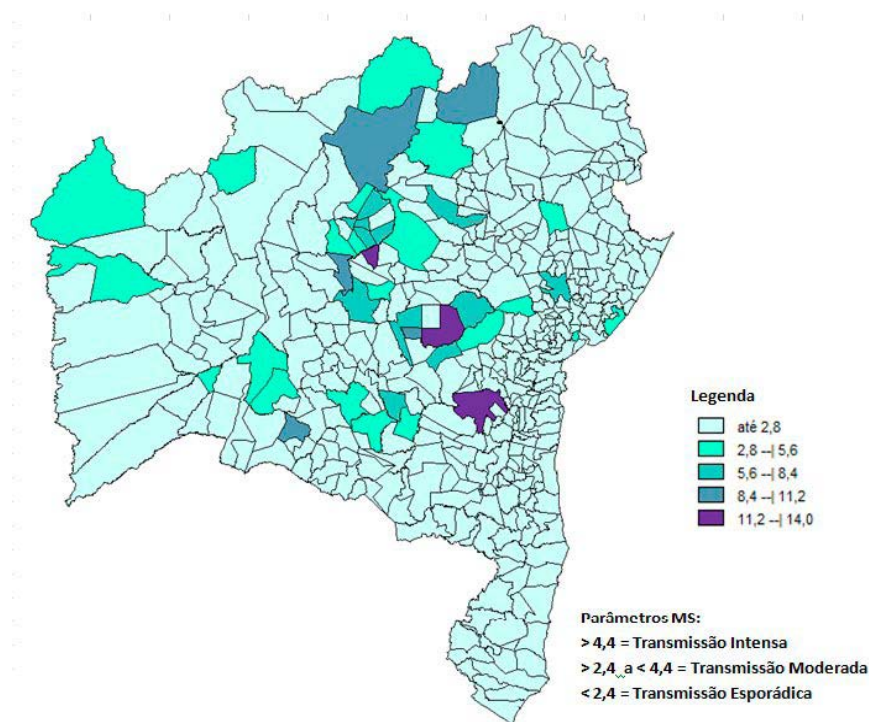 Legenda
até 2,8
2,8 --| 5,6
5,6 --| 8,4
8,4 --| 11,2
11,2 --| 14,0
Parâmetros MS:
> 4,4 = Transmissão Intensa
> 2,4 a < 4,4 = Transmissão Moderada
< 2,4 = Transmissão Esporádica